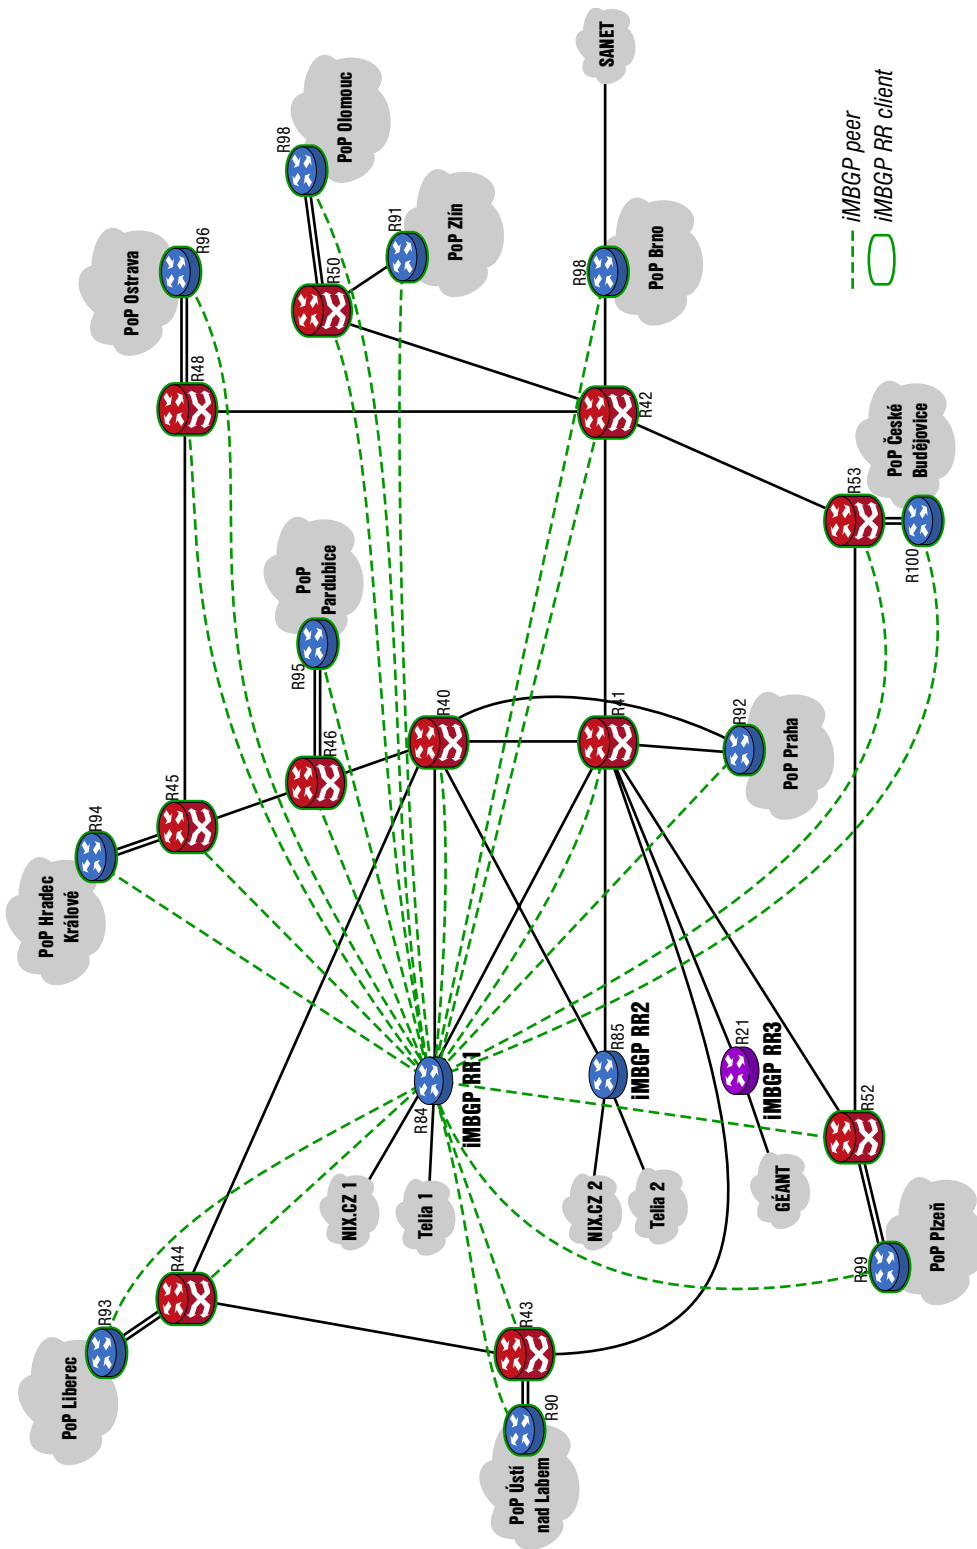 SANET
R98
PoP Olomouc
R91
PoP Zlín
R50
R96
PoP Ostrava
R48
R98
PoP Brno
R42
iMBGP peer
iMBGP RR client
PoP České
Budějovice
R53
R100
PoP
Pardubice
R95
R46
R40
R41
R92
PoP Praha
R45
R94
PoP Hradec
Králové
R84
iMBGP RR1
R85
iMBGP RR2
R21
iMBGP RR3
R52
NIX.CZ 1
Telia 1
NIX.CZ 2
Telia 2
GÉANT
R99
PoP Plzeň
R44
R93
PoP Liberec
R43
R90
PoP Ústí
nad Labem